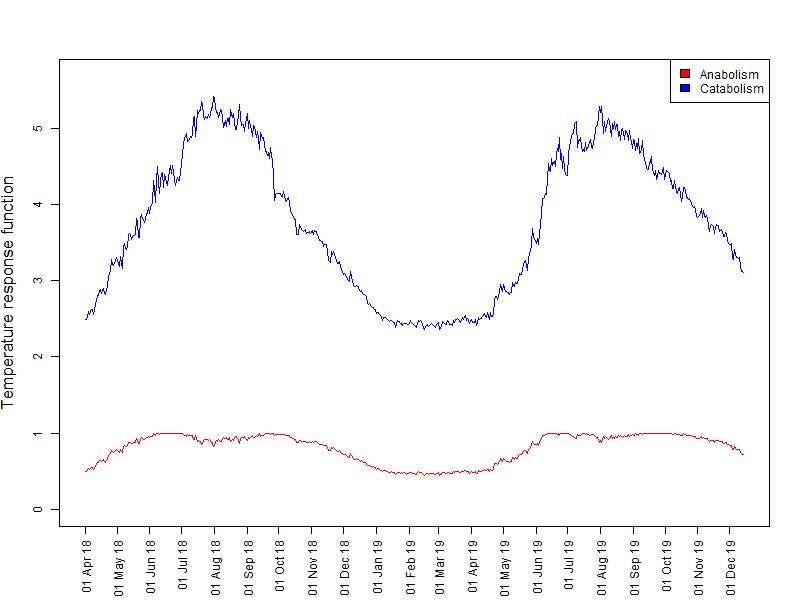 Anabolism
Catabolism
Temperature response function
5
4
3
2
1
0
01 Apr 18
01 May 18
01 Jun 18
01 Jul 18
01 Aug 18
01 Sep 18
01 Oct 18
01 Nov 18
01 Dec 18
01 Jan 19
01 Feb 19
01 Mar 19
01 Apr 19
01 May 19
01 Jun 19
01 Jul 19
01 Aug 19
01 Sep 19
01 Oct 19
01 Nov 19
01 Dec 19